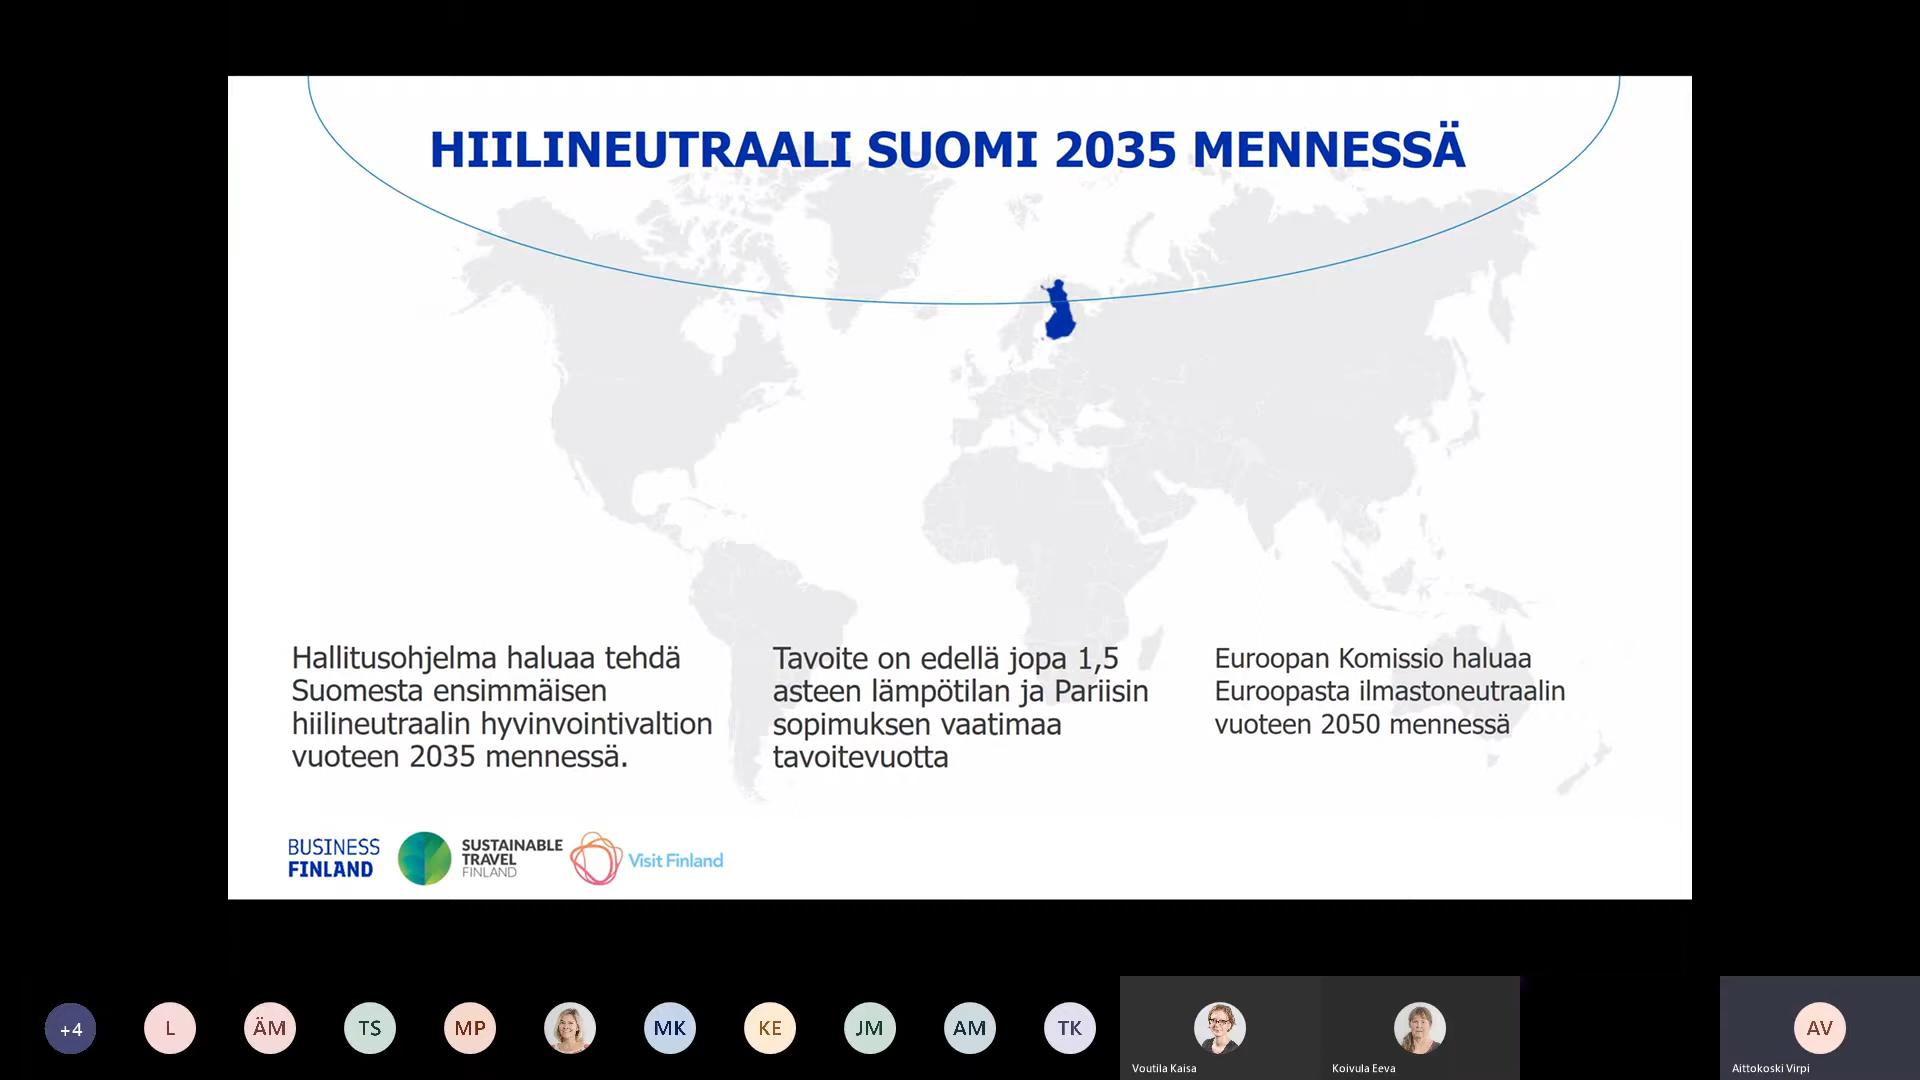 HIILINEUTRAALI SUOMI 2035 MENNESSÄ
Hallitusohjelma haluaa tehdä
Suomesta ensimmäisen
hiilineutraalin hyvinvointivaltion
vuoteen 2035 mennessä.
Tavoite on edellä jopa 1,5
asteen lämpötilan ja Pariisin
sopimuksen vaatimaa
tavoitevuotta
Euroopan Komissio haluaa
Euroopasta ilmastoneutraalin
vuoteen 2050 mennessä
BUSINESS
FINLAND
SUSTAINABLE
TRAVEL
FINLAND
Visit Finland
+4
L
ÄM
TS
MP
MK
KE
JM
AM
TK
Voutila Kaisa
Koivula Eeva
AV
Aittokoski Virpi